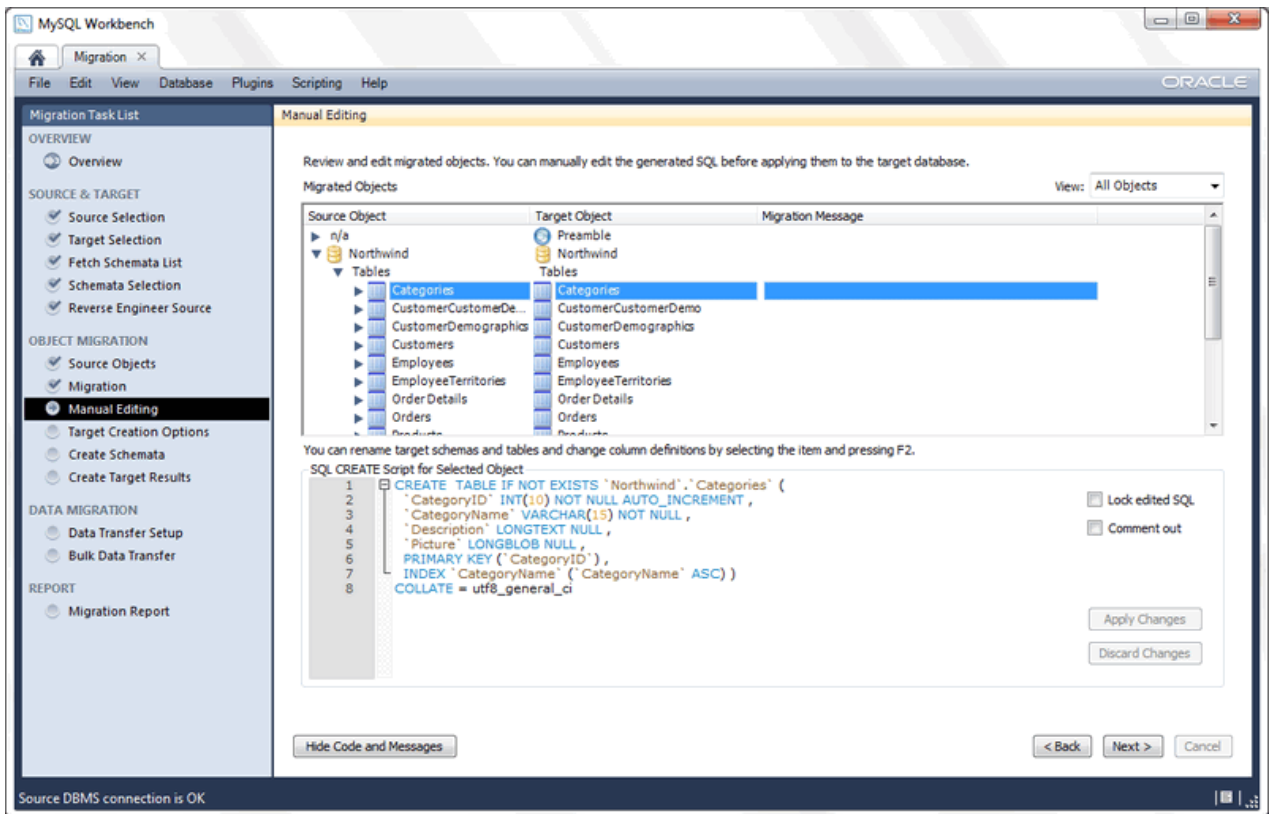 MySQL Workbench
Migration
File Edit View Database Plugins Scripting Help
ORACLE
Migration Task List
OVERVIEW
Overview
SOURCE & TARGET
Source Selection
Target Selection
Fetch Schemata List
Schemata Selection
Reverse Engineer Source
OBJECT MIGRATION
Source Objects
Migration
Manual Editing
Target Creation Options
Create Schemata
Create Target Results
DATA MIGRATION
Data Transfer Setup
Bulk Data Transfer
REPORT
Migration Report
Manual Editing
Review and edit migrated objects. You can manually edit the generated SQL before applying them to the target database.
Migrated Objects
View: All Objects
Source Object Target Object Migration Message
n/a Preamble
Northwind Northwind
Tables Tables
Categories Categories
CustomerCustomerDe... CustomerCustomerDemo
CustomerDemographics CustomerDemographics
Customers Customers
Employees Employees
EmployeeTerritories EmployeeTerritories
Order Details Order Details
Orders Orders
Products Products
You can rename target schemas and tables and change column definitions by selecting the item and pressing F2.
SQL CREATE Script for Selected Object
1 CREATE TABLE IF NOT EXISTS `Northwind`.`Categories` (
2 `CategoryID` INT(10) NOT NULL AUTO_INCREMENT ,
3 `CategoryName` VARCHAR(15) NOT NULL ,
4 `Description` LONGTEXT NULL ,
5 `Picture` LONGBLOB NULL ,
6 PRIMARY KEY (`CategoryID`) ,
7 INDEX `CategoryName` (`CategoryName` ASC) )
8 COLLATE = utf8_general_ci
Lock edited SQL
Comment out
Apply Changes
Discard Changes
Hide Code and Messages
< Back Next > Cancel
Source DBMS connection is OK